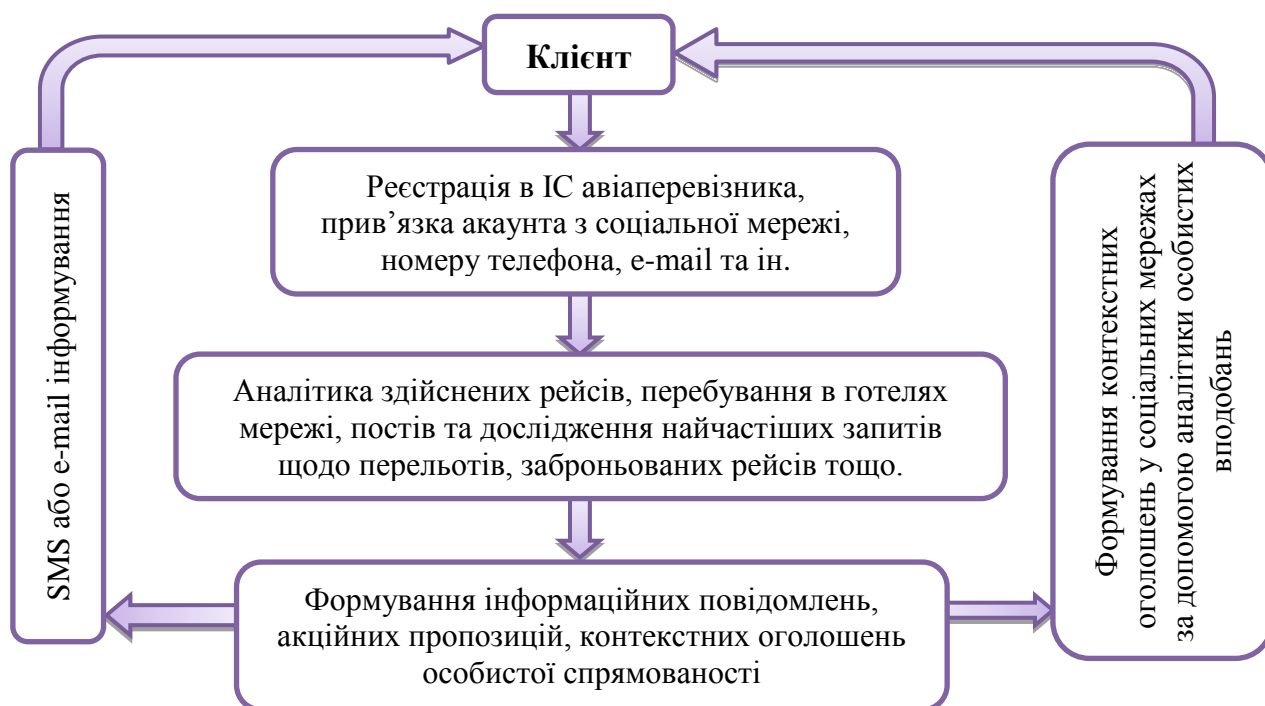 Клієнт
Реєстрація в ІС авіаперевізника,
прив’язка акаунта з соціальної мережі,
номеру телефона, e-mail та ін.
Аналітика здійснених рейсів, перебування в готелях
мережі, постів та дослідження найчастіших запитів
щодо перельотів, заброньованих рейсів тощо.
Формування інформаційних повідомлень,
акційних пропозицій, контекстних оголошень
особистої спрямованості
SMS або e-mail інформування
Формування контекстних
оголошень у соціальних мережах
за допомогою аналітики особистих
вподобань